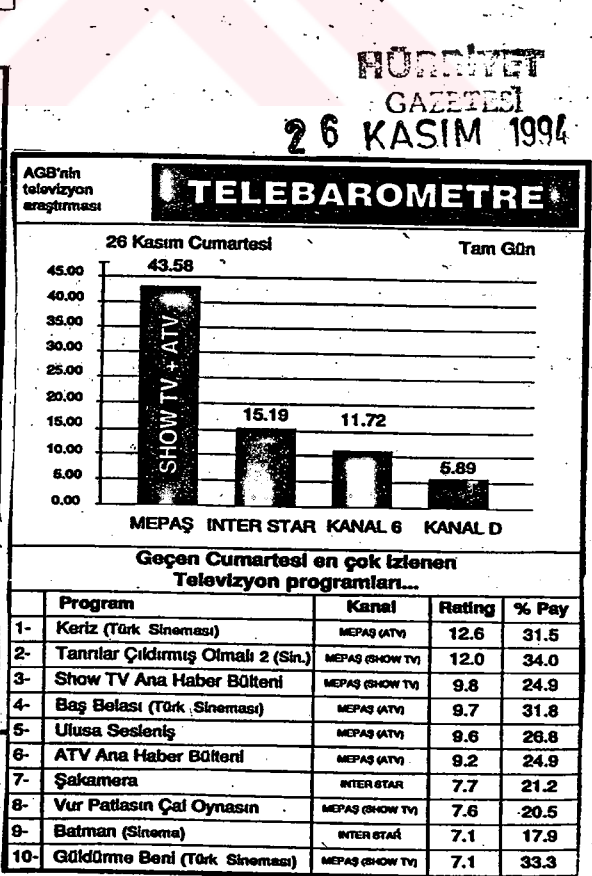 HÜRRİYET
GAZETESİ
26 KASIM 1994
AGB'nin
televizyon
araştırması
TELEBAROMETRE
26 Kasım Cumartesi Tam Gün
45.00
40.00
35.00
30.00
25.00
20.00
15.00
10.00
5.00
0.00
43.58
SHOW TV + ATV
15.19
11.72
5.89
MEPAŞ INTER STAR KANAL 6 KANAL D
Geçen Cumartesi en çok izlenen
Televizyon programları...
Program Kanal Rating % Pay
1- Keriz (Türk Sineması) MEPAŞ (ATV) 12.6 31.5
2- Tanrılar Çıldırmış Olmalı 2 (Sin.) MEPAŞ (SHOW TV) 12.0 34.0
3- Show TV Ana Haber Bülteni MEPAŞ (SHOW TV) 9.8 24.9
4- Baş Belası (Türk Sineması) MEPAŞ (ATV) 9.7 31.8
5- Ulusa Sesleniş MEPAŞ (ATV) 9.6 26.8
6- ATV Ana Haber Bülteni MEPAŞ (ATV) 9.2 24.9
7- Şakamera INTER STAR 7.7 21.2
8- Vur Patlasın Çal Oynasın MEPAŞ (SHOW TV) 7.6 20.5
9- Batman (Sinema) INTER STAR 7.1 17.9
10- Güldürme Beni (Türk Sineması) MEPAŞ (SHOW TV) 7.1 33.3